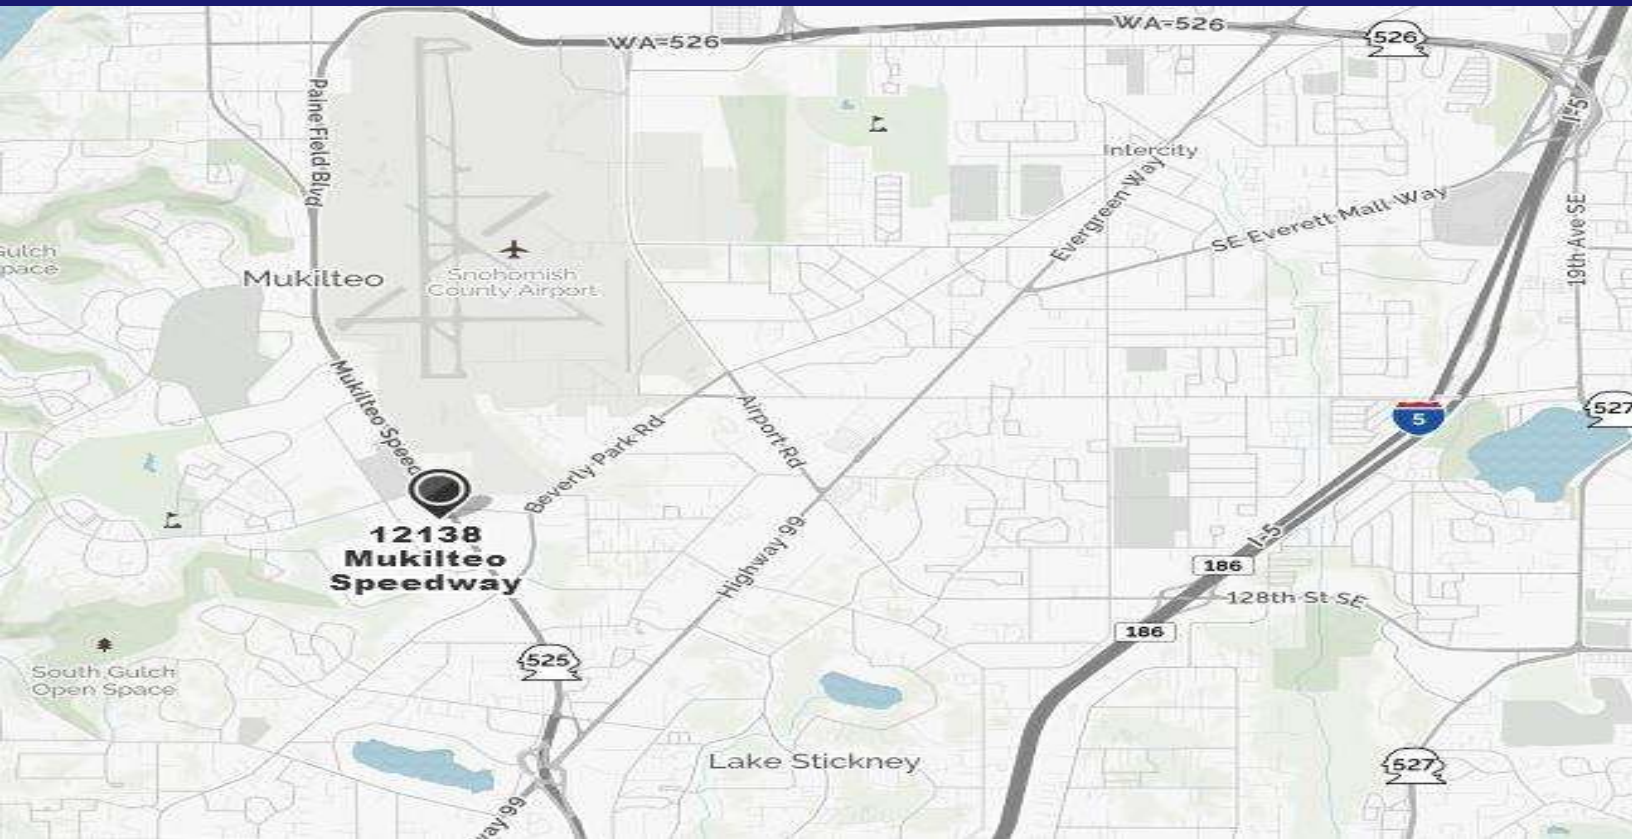 WA-526
WA-526
526
I-5
Paine Field Blvd
Intercity
Evergreen Way
SE Everett Mall Way
19th Ave SE
Gulch
pace
Mukilteo
Snohomish
County Airport
Mukilteo Speed
Beverly Park Rd
Airport Rd
5
527
12138
Mukilteo
Speedway
Highway 99
I-5
186
128th St SE
186
South Gulch
Open Space
525
Lake Stickney
527
way 99